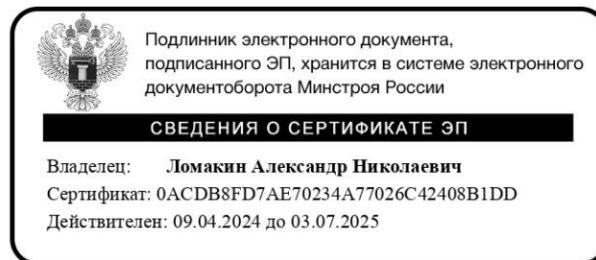 Подлинник электронного документа,
подписанного ЭП, хранится в системе электронного
документоборота Минстроя России
СВЕДЕНИЯ О СЕРТИФИКАТЕ ЭП
Владелец: Ломакин Александр Николаевич
Сертификат: 0ACDB8FD7AE70234A77026C42408B1DD
Действителен: 09.04.2024 до 03.07.2025